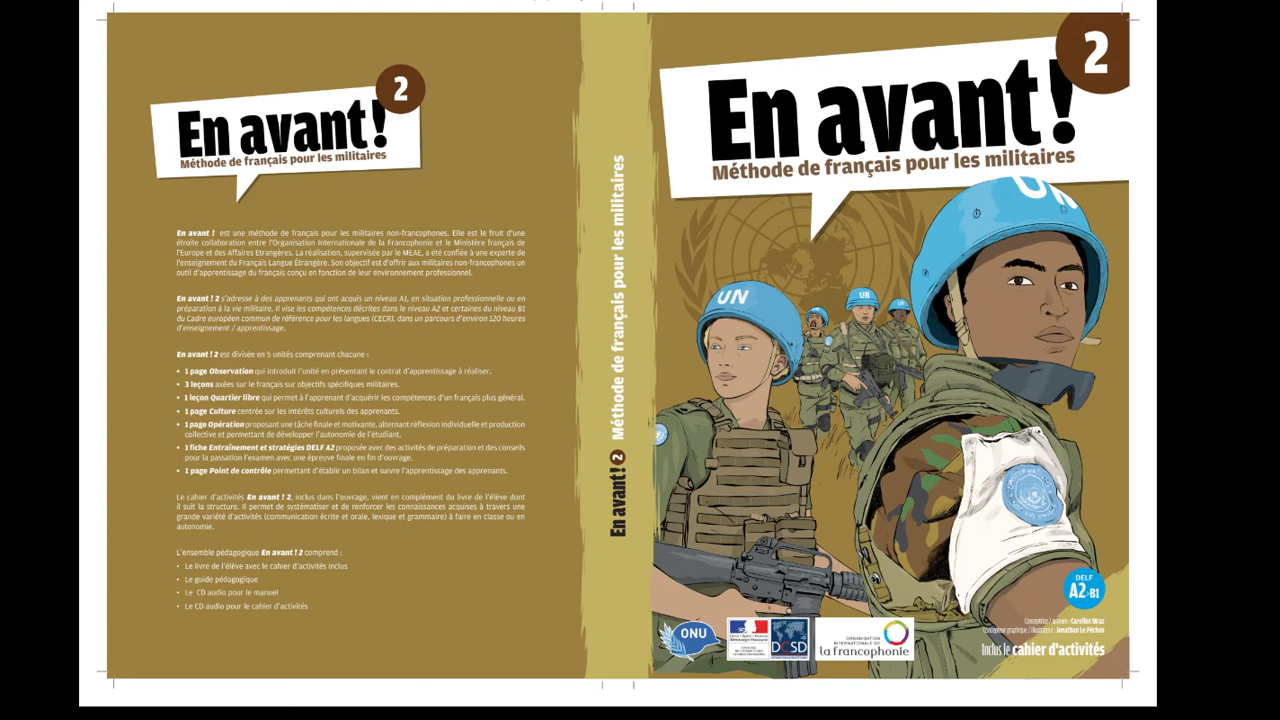 En avant !
2
Méthode de français pour les militaires
En avant ! est une méthode de français pour les militaires non-francophones. Elle est le fruit d'une
étroite collaboration entre l'Organisation Internationale de la Francophonie et le Ministère français de
l'Europe et des Affaires Etrangères. La réalisation, supervisée par le MEAE, a été confiée à une experte de
l'enseignement du Français Langue Étrangère. Son objectif est d'offrir aux militaires non-francophones un
outil d'apprentissage du français conçu en fonction de leur environnement professionnel.
En avant ! 2 s'adresse à des apprenants qui ont acquis un niveau A1, en situation professionnelle ou en
préparation à la vie militaire. Il vise les compétences décrites dans le niveau A2 et certaines du niveau B1
du Cadre européen commun de référence pour les langues (CECR), dans un parcours d'environ 120 heures
d'enseignement / apprentissage.
En avant ! 2 est divisée en 5 unités comprenant chacune :
• 1 page Observation qui introduit l'unité en présentant le contrat d'apprentissage à réaliser.
• 3 leçons axées sur le français sur objectifs spécifiques militaires.
• 1 leçon Quartier libre qui permet à l'apprenant d'acquérir les compétences d'un français plus général.
• 1 page Culture centrée sur les intérêts culturels des apprenants.
• 1 page Opération proposant une tâche finale et motivante, alternant réflexion individuelle et production
collective et permettant de développer l'autonomie de l'étudiant.
• 1 fiche Entraînement et stratégies DELF A2 proposée avec des activités de préparation et des conseils
pour la passation l'examen avec une épreuve finale en fin d'ouvrage.
• 1 page Point de contrôle permettant d'établir un bilan et suivre l'apprentissage des apprenants.
Le cahier d'activités En avant ! 2, inclus dans l'ouvrage, vient en complément du livre de l'élève dont
il suit la structure. Il permet de systématiser et de renforcer les connaissances acquises à travers une
grande variété d'activités (communication écrite et orale, lexique et grammaire) à faire en classe ou en
autonomie.
L'ensemble pédagogique En avant ! 2 comprend :
• Le livre de l'élève avec le cahier d'activités inclus
• Le guide pédagogique
• Le CD audio pour le manuel
• Le CD audio pour le cahier d'activités
En avant ! 2 Méthode de français pour les militaires
2
En avant !
Méthode de français pour les militaires
UN
UN
UN
UN
UN
DELF
A2>B1
Conceptrice / auteure : Caroline Mraz
Concepteur graphique / illustrateur : Jonathan Le Péchon
Inclus le cahier d'activités
ONU
DCSD
ORGANISATION
INTERNATIONALE DE
la francophonie